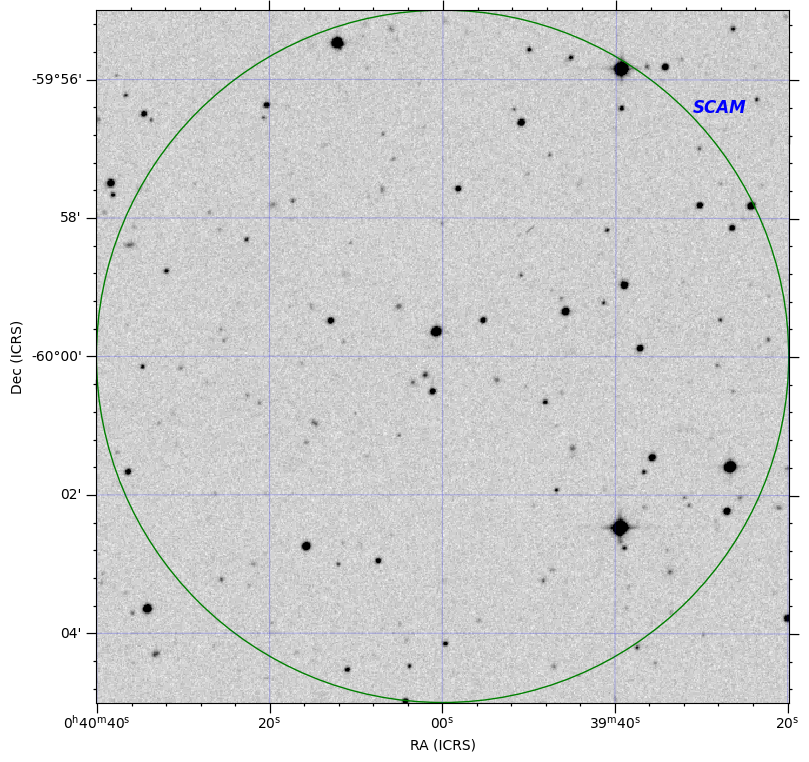 SCAM
-59°56'
58'
-60°00'
02'
04'
Dec (ICRS)
0ʰ40ᵐ40ˢ 20ˢ 00ˢ 39ᵐ40ˢ 20ˢ
RA (ICRS)